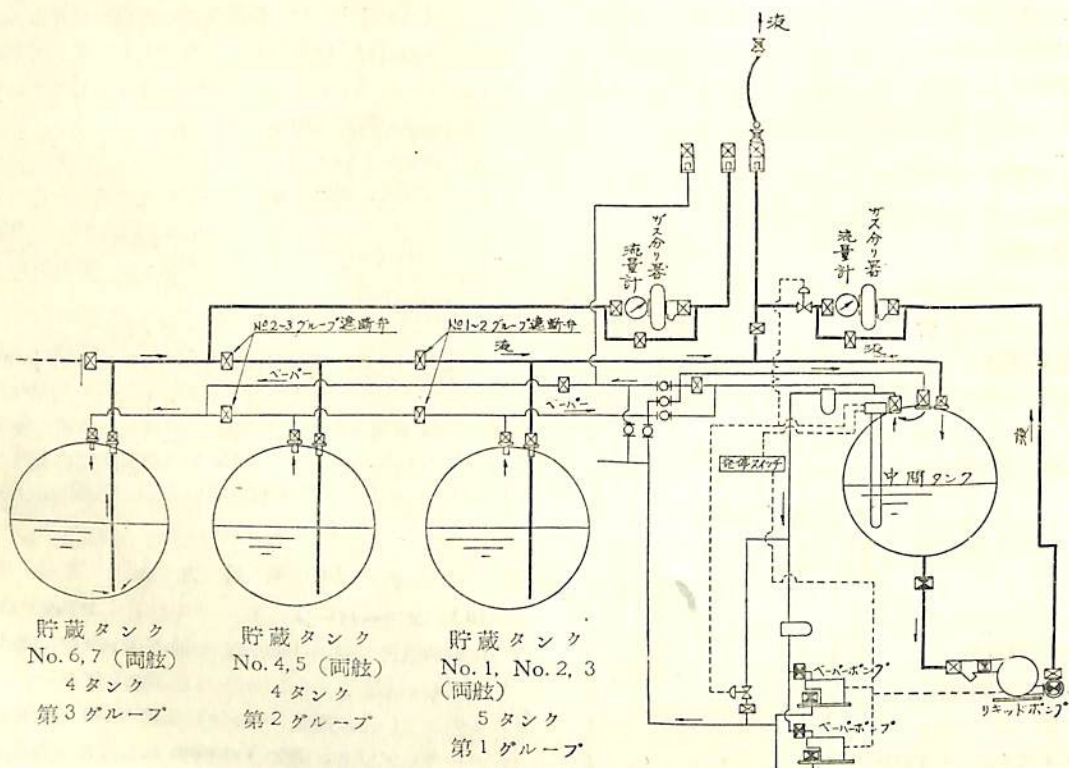 液
ガス分り器
流量計
ガス分り器
流量計
No.2~3グループ遮断弁
No.1~2グループ遮断弁
液
液
ベーパー
ベーパー
発停スイッチ
中間タンク
液
貯蔵タンク
No.6,7(両舷)
4タンク
第3グループ
貯蔵タンク
No.4,5(両舷)
4タンク
第2グループ
貯蔵タンク
No.1, No.2, 3
(両舷)
5タンク
第1グループ
ベーパーポンプ
リキッドポンプ
ベーパーポンプ